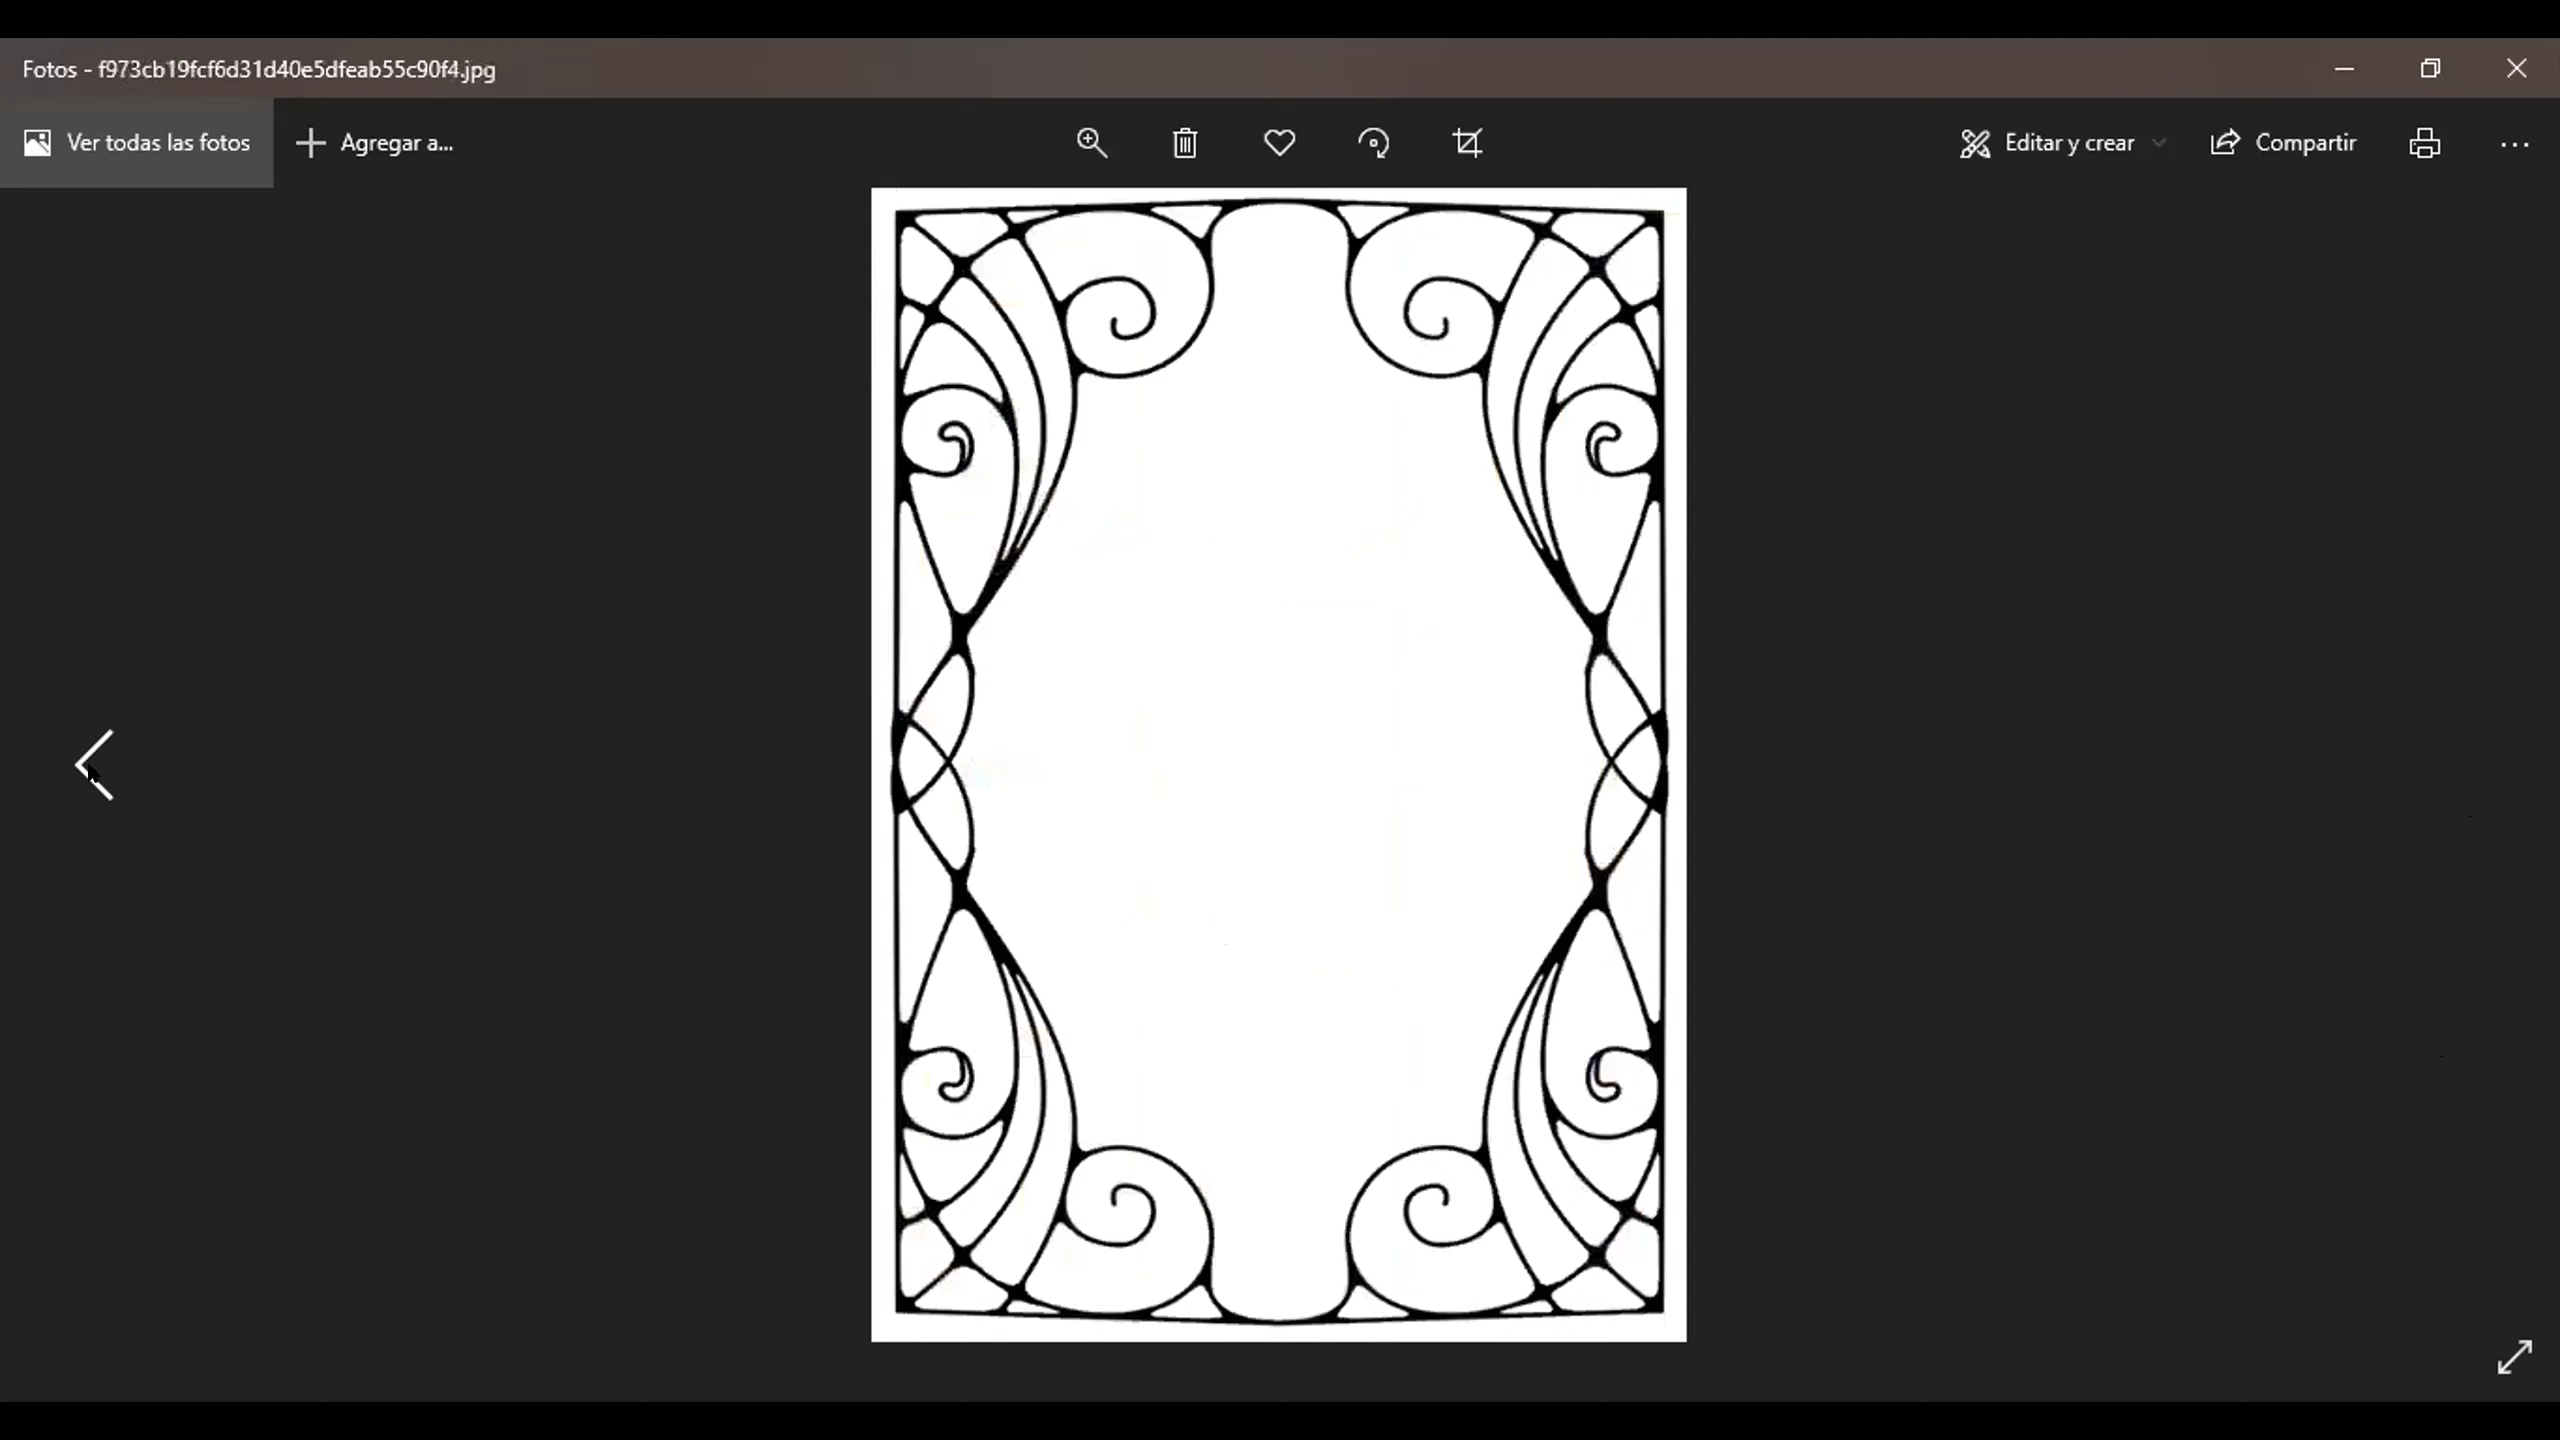 Fotos - f973cb19fcf6d31d40e5dfeab55c90f4.jpg
Ver todas las fotos
Agregar a...
Editar y crear
Compartir